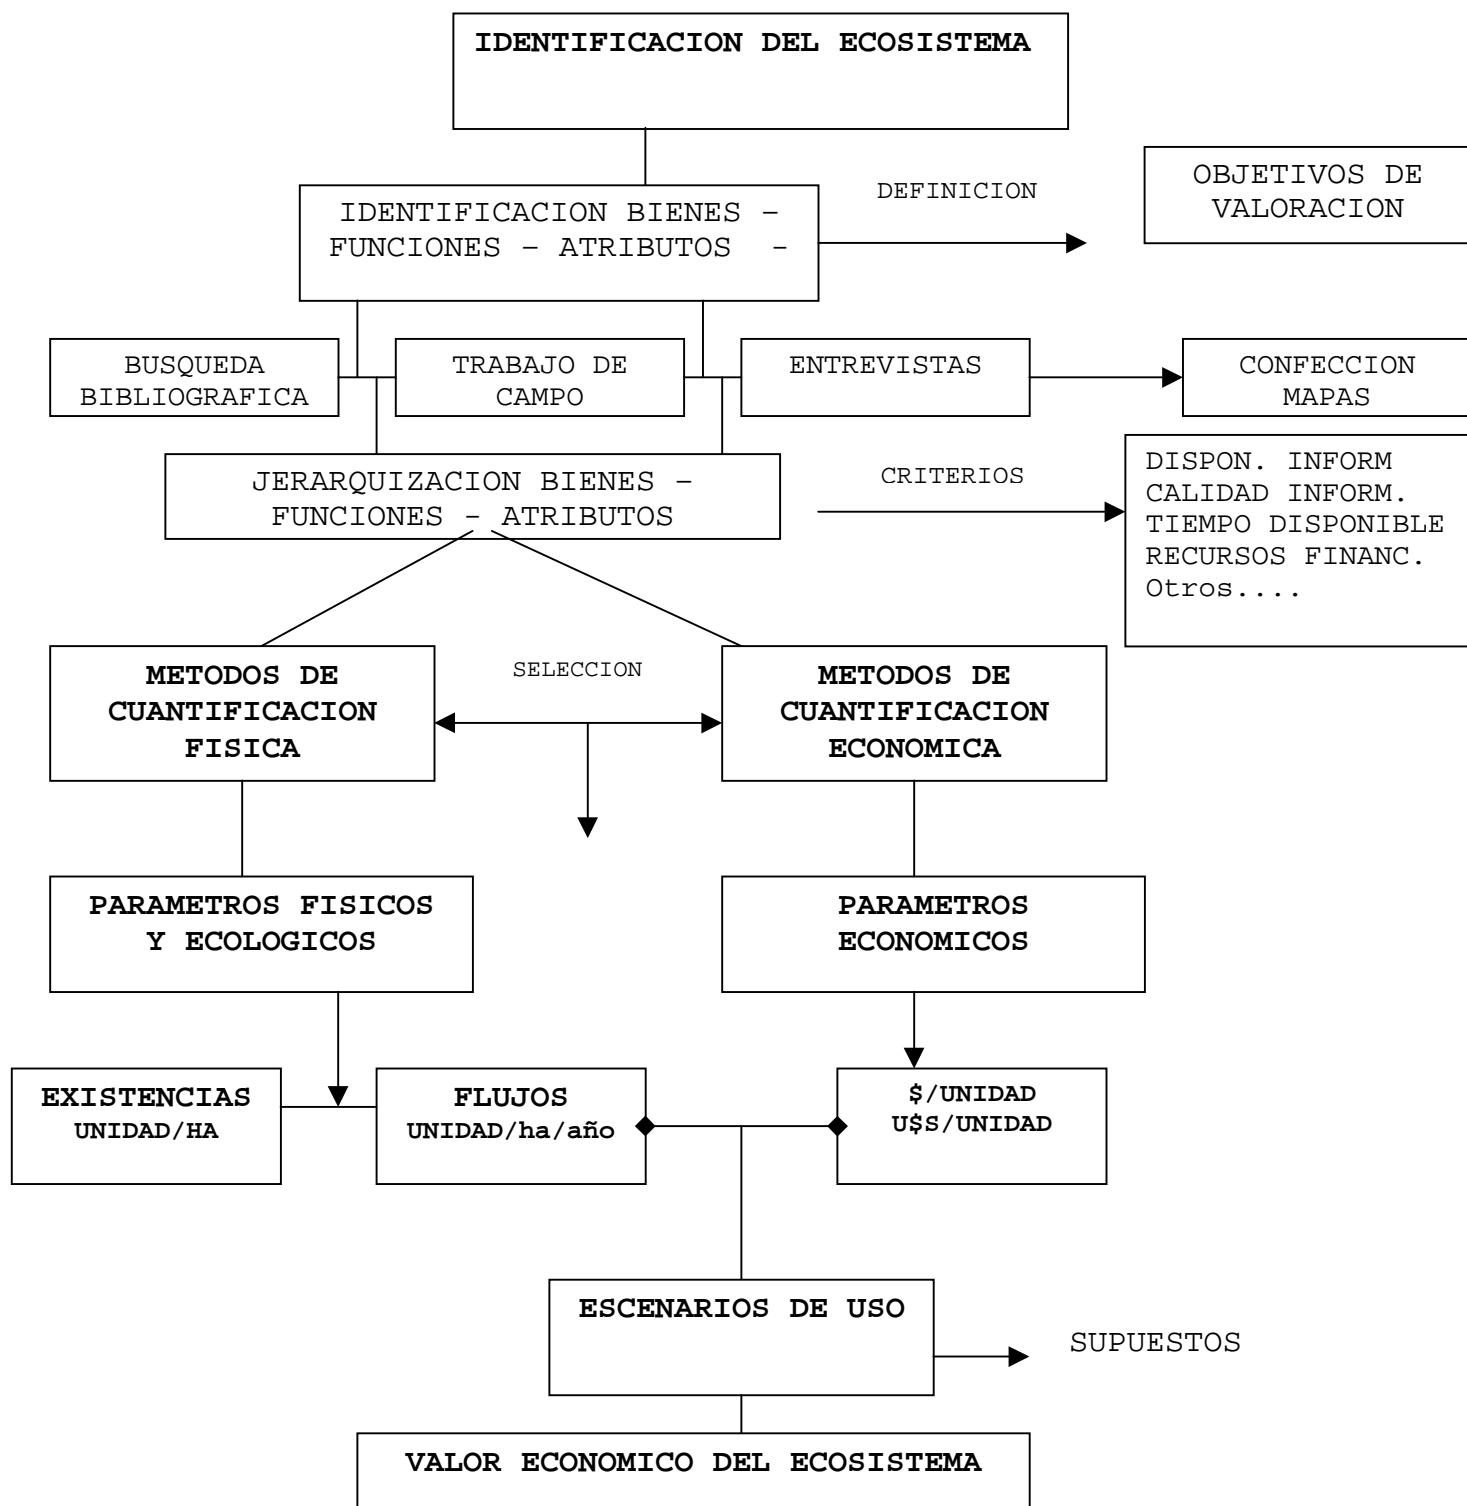 IDENTIFICACION DEL ECOSISTEMA
IDENTIFICACION BIENES –
FUNCIONES – ATRIBUTOS -
DEFINICION
OBJETIVOS DE
VALORACION
BUSQUEDA
BIBLIOGRAFICA
TRABAJO DE
CAMPO
ENTREVISTAS
CONFECCION
MAPAS
JERARQUIZACION BIENES –
FUNCIONES – ATRIBUTOS
CRITERIOS
DISPON. INFORM
CALIDAD INFORM.
TIEMPO DISPONIBLE
RECURSOS FINANC.
Otros....
METODOS DE
CUANTIFICACION
FISICA
SELECCION
METODOS DE
CUANTIFICACION
ECONOMICA
PARAMETROS FISICOS
Y ECOLOGICOS
PARAMETROS
ECONOMICOS
EXISTENCIAS
UNIDAD/HA
FLUJOS
UNIDAD/ha/año
$/UNIDAD
U$S/UNIDAD
ESCENARIOS DE USO
SUPUESTOS
VALOR ECONOMICO DEL ECOSISTEMA